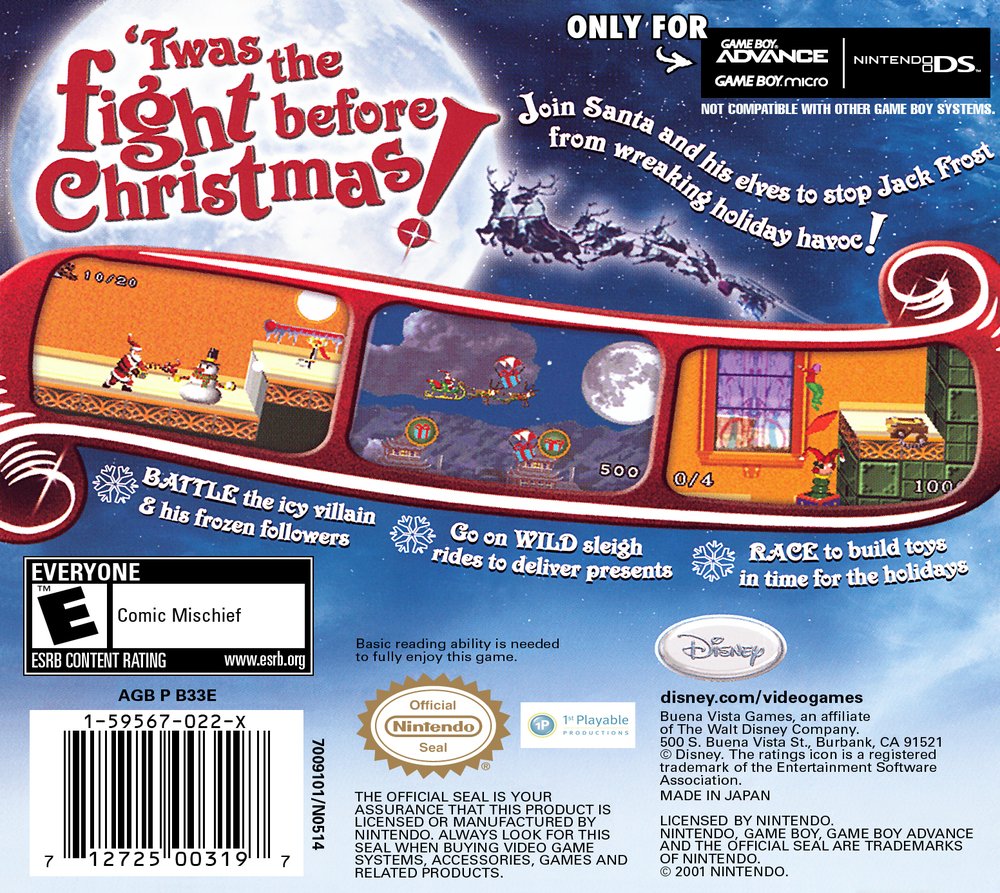 'Twas the
fight before
Christmas!
ONLY FOR
GAME BOY ADVANCE
GAME BOY micro
NINTENDO DS™
NOT COMPATIBLE WITH OTHER GAME BOY SYSTEMS.
Join Santa and his elves to stop Jack Frost
from wreaking holiday havoc!
10/20
500
0/4
100
BATTLE the icy villain
& his frozen followers
Go on WILD sleigh
rides to deliver presents
RACE to build toys
in time for the holidays
EVERYONE
E™
Comic Mischief
ESRB CONTENT RATING www.esrb.org
AGB P B33E
1-59567-022-X
7 12725 00319 7
709101/N0514
Basic reading ability is needed
to fully enjoy this game.
Official
Nintendo
Seal
®
1P
1st Playable
PRODUCTIONS
THE OFFICIAL SEAL IS YOUR
ASSURANCE THAT THIS PRODUCT IS
LICENSED OR MANUFACTURED BY
NINTENDO. ALWAYS LOOK FOR THIS
SEAL WHEN BUYING VIDEO GAME
SYSTEMS, ACCESSORIES, GAMES AND
RELATED PRODUCTS.
DISNEY
disney.com/videogames
Buena Vista Games, an affiliate
of The Walt Disney Company.
500 S. Buena Vista St., Burbank, CA 91521
© Disney. The ratings icon is a registered
trademark of the Entertainment Software
Association.
MADE IN JAPAN
LICENSED BY NINTENDO.
NINTENDO, GAME BOY, GAME BOY ADVANCE
AND THE OFFICIAL SEAL ARE TRADEMARKS
OF NINTENDO.
© 2001 NINTENDO.